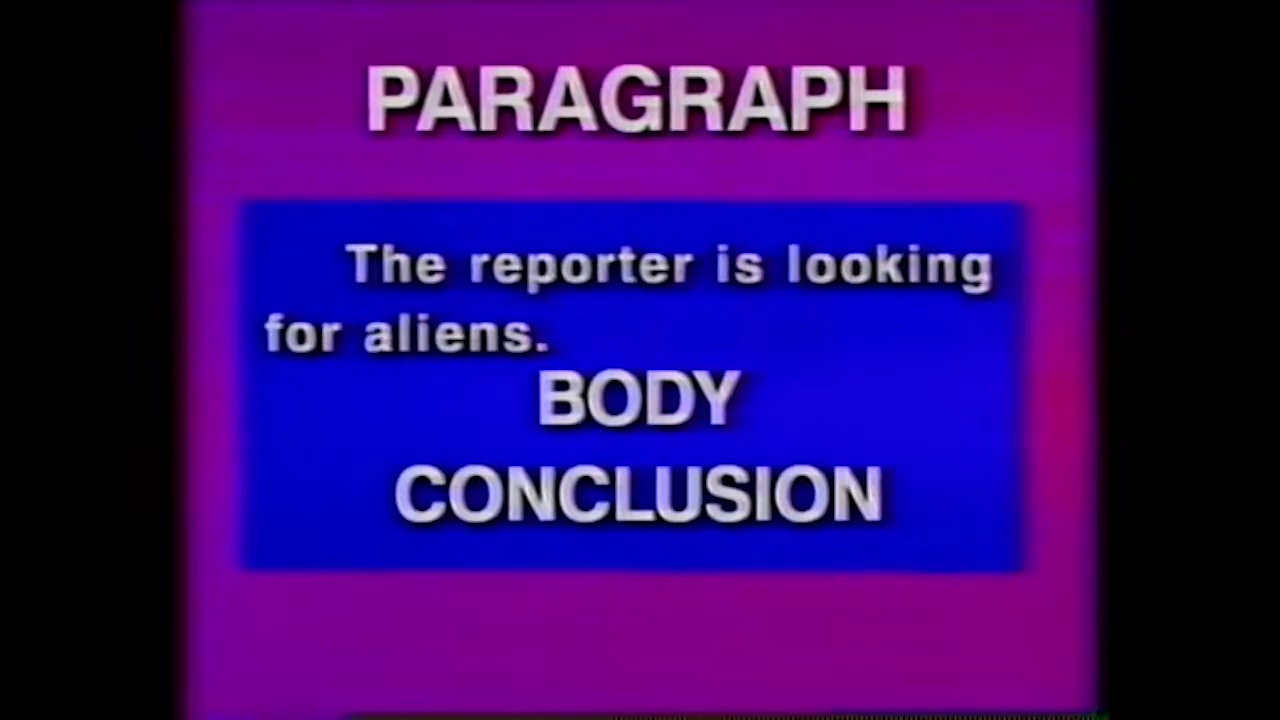 PARAGRAPH
The reporter is looking
for aliens.
BODY
CONCLUSION